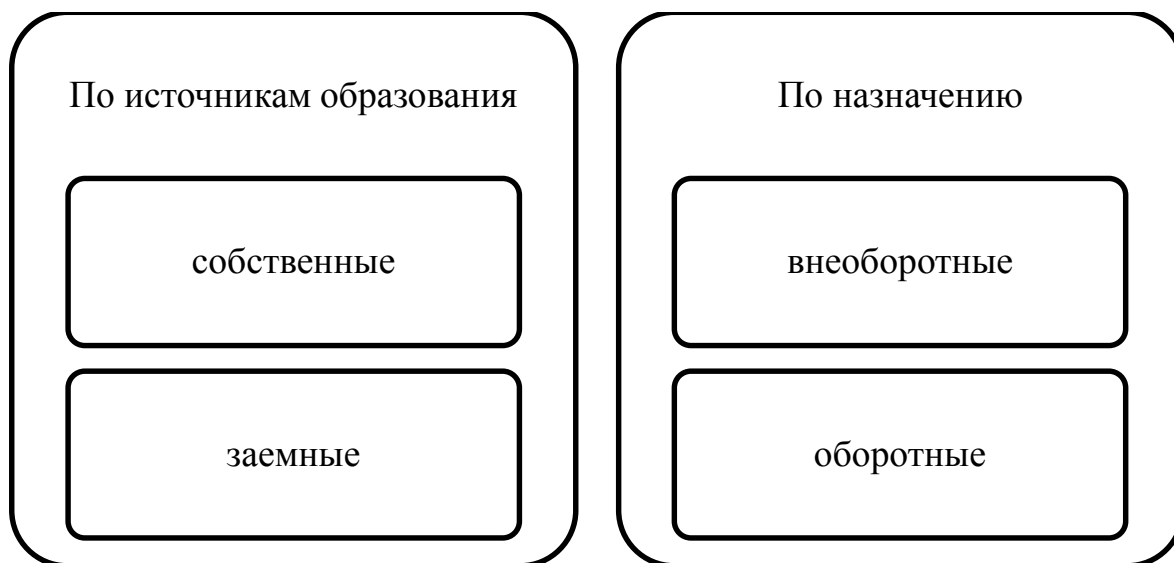 По источникам образования
собственные
заемные
По назначению
внеоборотные
оборотные